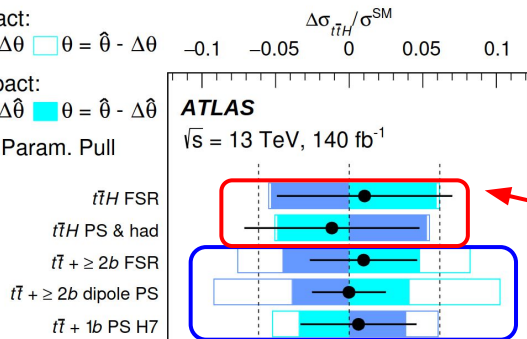 act:
Δθ θ = θ̂ - Δθ
pact:
Δθ̂ θ = θ̂ - Δθ̂
Param. Pull
Δσ_{tt̄H}/σ^{SM}
−0.1 −0.05 0 0.05 0.1
ATLAS
√s = 13 TeV, 140 fb⁻¹
tt̄H FSR
tt̄H PS & had
tt̄ + ≥ 2b FSR
tt̄ + ≥ 2b dipole PS
tt̄ + 1b PS H7